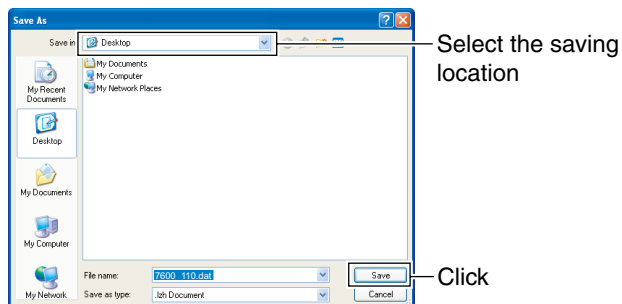 Save As
Save in
Desktop
Select the saving
location
My Documents
My Computer
My Network Places
My Recent
Documents
Desktop
My Documents
My Computer
My Network
File name:
7600_110.dat
Save
Click
Save as type:
.lzh Document
Cancel